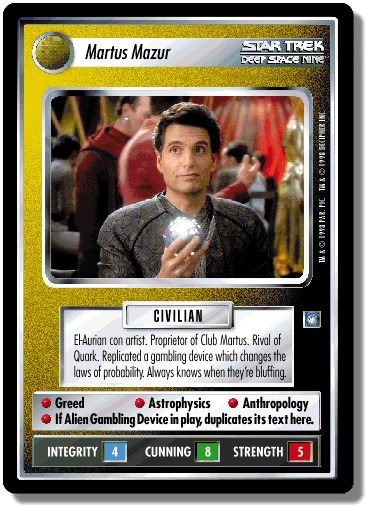 Martus Mazur
STAR TREK
DEEP SPACE NINE
TM & © 1998 PAR. PIC. TM & © 1998 DECIPHER INC.
CIVILIAN
El-Aurian con artist. Proprietor of Club Martus. Rival of
Quark. Replicated a gambling device which changes the
laws of probability. Always knows when they're bluffing.
Greed Astrophysics Anthropology
If Alien Gambling Device in play, duplicates its text here.
INTEGRITY 4 CUNNING 8 STRENGTH 5